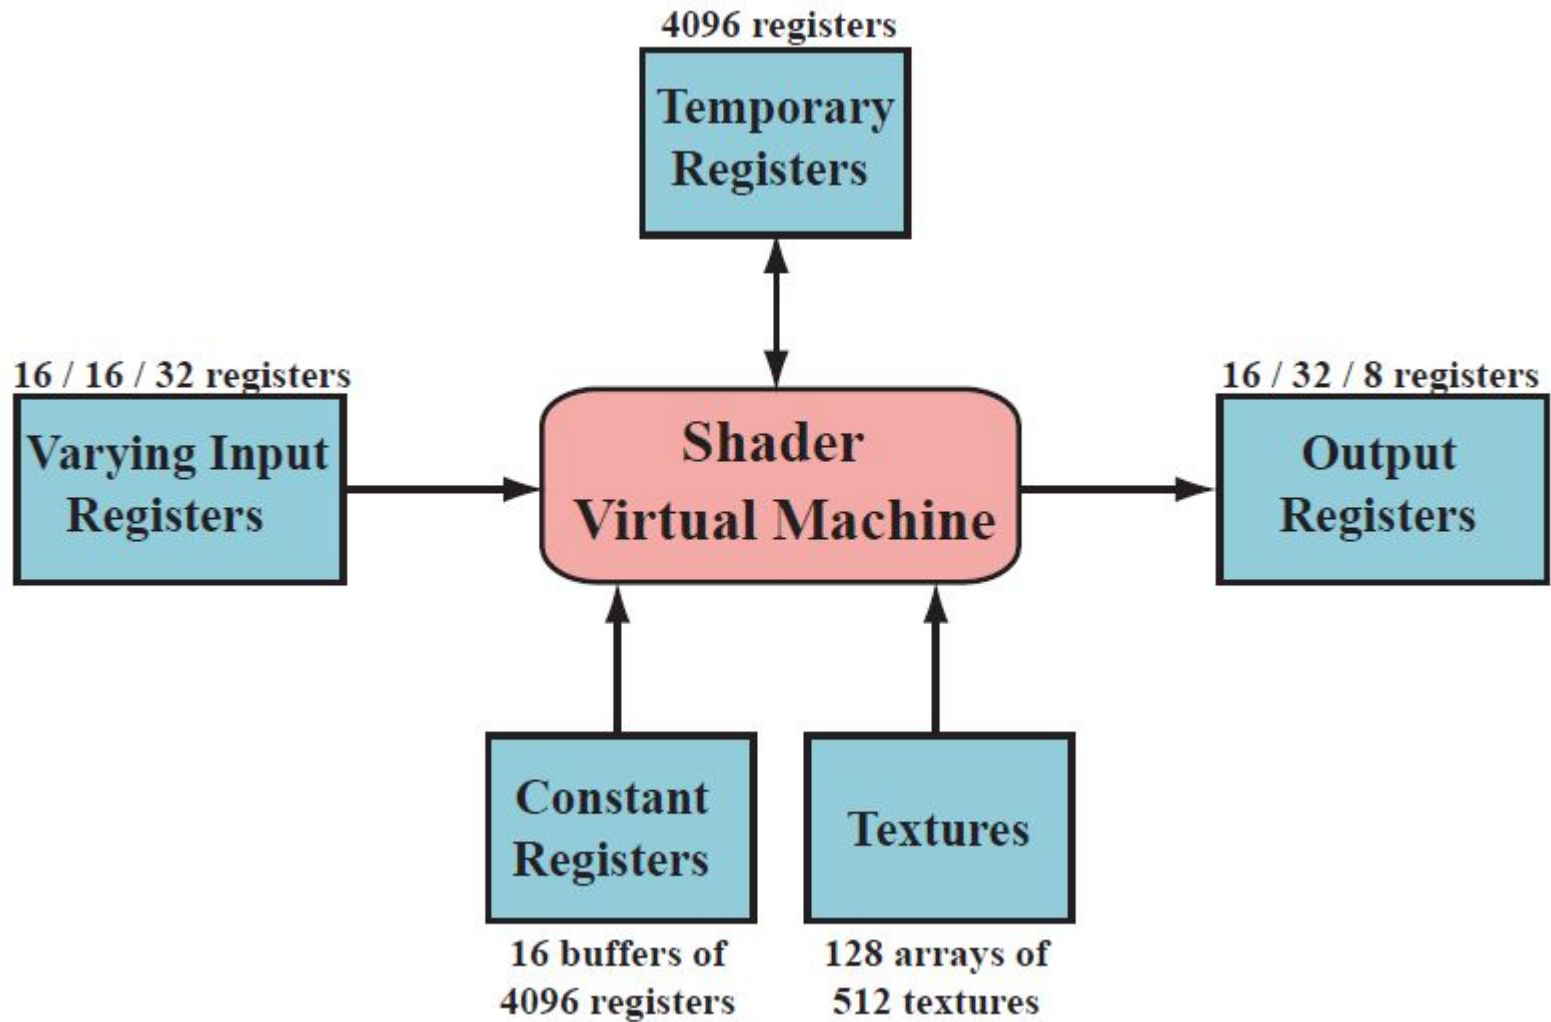 4096 registers
Temporary
Registers
16 / 16 / 32 registers
Varying Input
Registers
Shader
Virtual Machine
16 / 32 / 8 registers
Output
Registers
Constant
Registers
16 buffers of
4096 registers
Textures
128 arrays of
512 textures